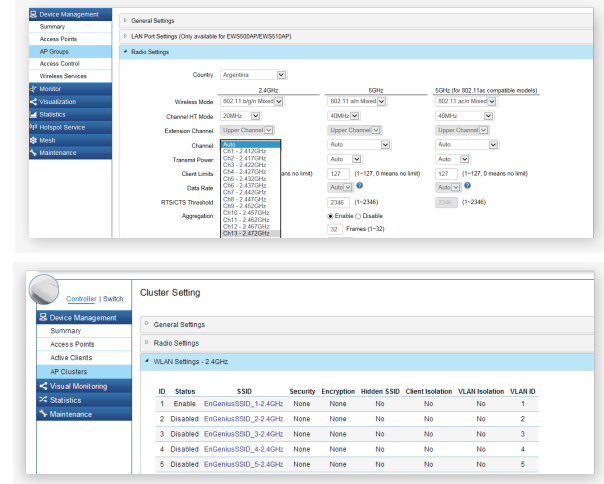 Device Management
Summary
Access Points
AP Groups
Access Control
Wireless Services
Monitor
Visualization
Statistics
Hotspot Service
Mesh
Maintenance
General Settings
LAN Port Settings (Only available for EWS500AP/EWS510AP)
Radio Settings
Country: Argentina
2.4GHz 5GHz 5GHz (for 802.11ac compatible models)
Wireless Mode: 802.11 b/g/n Mixed 802.11 a/n Mixed 802.11 ac/n Mixed
Channel HT Mode: 20MHz 40MHz 40MHz
Extension Channel: Upper Channel Upper Channel Upper Channel
Channel: Auto Auto Auto
Ch1 - 2.412GHz
Ch2 - 2.417GHz
Ch3 - 2.422GHz
Ch4 - 2.427GHz
Ch5 - 2.432GHz
Ch6 - 2.437GHz
Ch7 - 2.442GHz
Ch8 - 2.447GHz
Ch9 - 2.452GHz
Ch10 - 2.457GHz
Ch11 - 2.462GHz
Ch12 - 2.467GHz
Ch13 - 2.472GHz
Transmit Power: Auto Auto
Client Limits: ans no limit) 127 (1~127, 0 means no limit) 127 (1~127, 0 means no limit)
Data Rate: Auto Auto
RTS/CTS Threshold: 2346 (1~2346) 2346 (1~2346)
Aggregation: Enable Disable
32 Frames (1~32)
Controller | Switch
Device Management
Summary
Access Points
Active Clients
AP Clusters
Visual Monitoring
Statistics
Maintenance
Cluster Setting
General Settings
Radio Settings
WLAN Settings - 2.4GHz
ID Status SSID Security Encryption Hidden SSID Client Isolation VLAN Isolation VLAN ID
1 Enable EnGeniusSSID_1-2.4GHz None None No No No 1
2 Disabled EnGeniusSSID_2-2.4GHz None None No No No 2
3 Disabled EnGeniusSSID_3-2.4GHz None None No No No 3
4 Disabled EnGeniusSSID_4-2.4GHz None None No No No 4
5 Disabled EnGeniusSSID_5-2.4GHz None None No No No 5